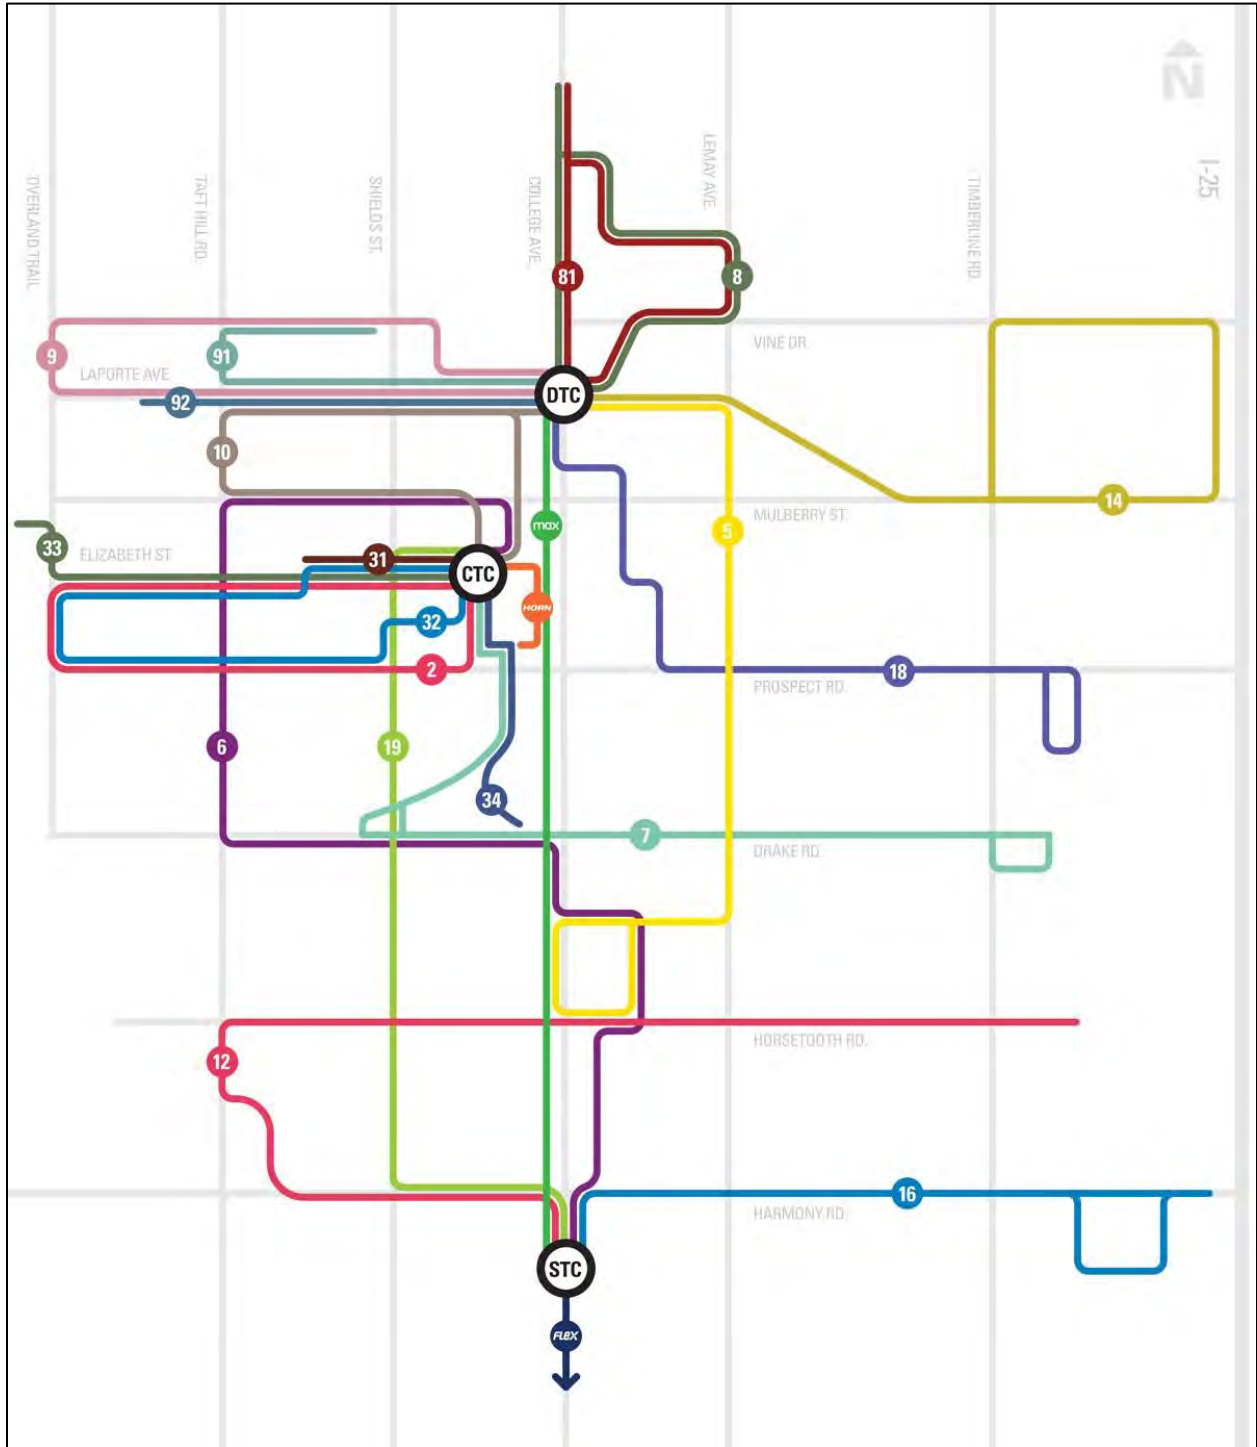 N
I-25
OVERLAND TRAIL
TAFT HILL RD.
SHIELDS ST.
COLLEGE AVE.
LEMAY AVE.
TIMBERLINE RD.
81
8
VINE DR.
9
91
LAPORTE AVE.
92
DTC
10
14
MULBERRY ST.
max
5
33
ELIZABETH ST.
31
CTC
HORN
32
2
18
PROSPECT RD.
6
19
34
7
DRAKE RD.
HORSETOOTH RD.
12
16
HARMONY RD.
STC
FLEX